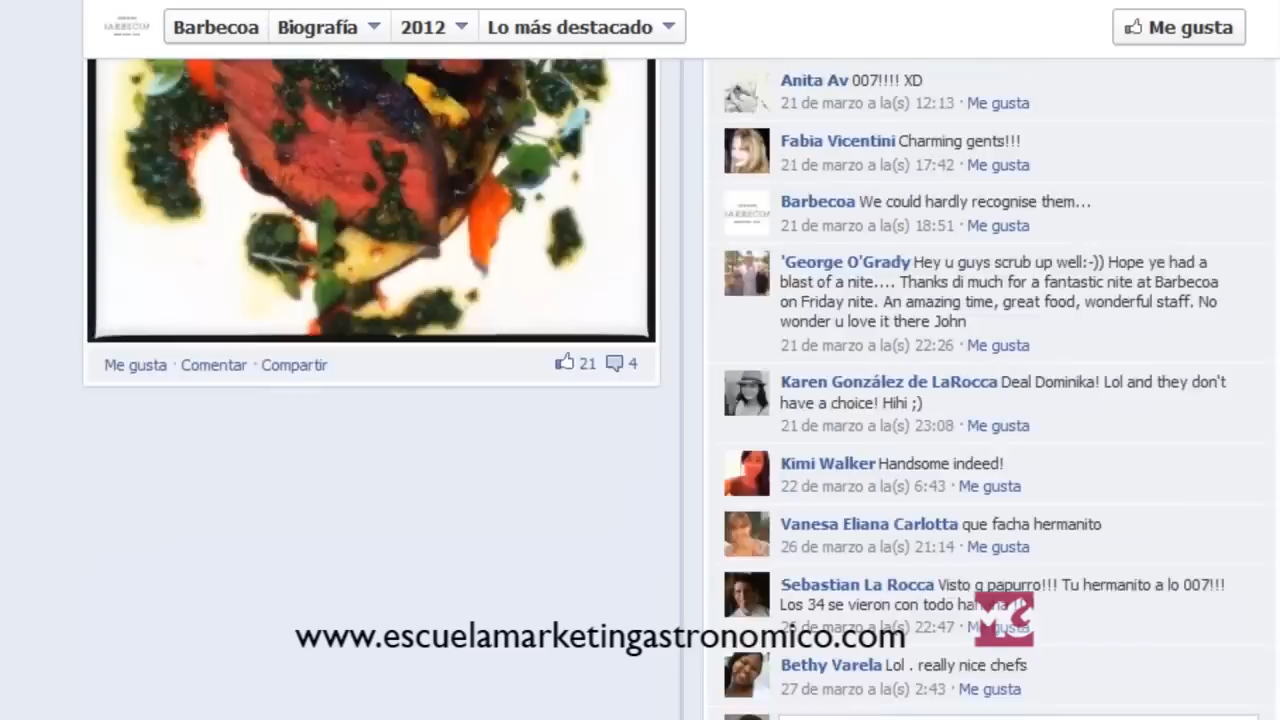 BARBECOA
Barbecoa
Biografía
2012
Lo más destacado
Me gusta
Me gusta · Comentar · Compartir
21
4
Anita Av 007!!!! XD
21 de marzo a la(s) 12:13 · Me gusta
Fabia Vicentini Charming gents!!!
21 de marzo a la(s) 17:42 · Me gusta
Barbecoa We could hardly recognise them...
21 de marzo a la(s) 18:51 · Me gusta
'George O'Grady Hey u guys scrub up well:-)) Hope ye had a
blast of a nite.... Thanks di much for a fantastic nite at Barbecoa
on Friday nite. An amazing time, great food, wonderful staff. No
wonder u love it there John
21 de marzo a la(s) 22:26 · Me gusta
Karen González de LaRocca Deal Dominika! Lol and they don't
have a choice! Hihi ;)
21 de marzo a la(s) 23:08 · Me gusta
Kimi Walker Handsome indeed!
22 de marzo a la(s) 6:43 · Me gusta
Vanesa Eliana Carlotta que facha hermanito
26 de marzo a la(s) 21:14 · Me gusta
Sebastian La Rocca Visto q papurro!!! Tu hermanito a lo 007!!!
Los 34 se vieron con todo
26 de marzo a la(s) 22:47 · Me gusta
www.escuelamarketingastronomico.com
Bethy Varela Lol . really nice chefs
27 de marzo a la(s) 2:43 · Me gusta